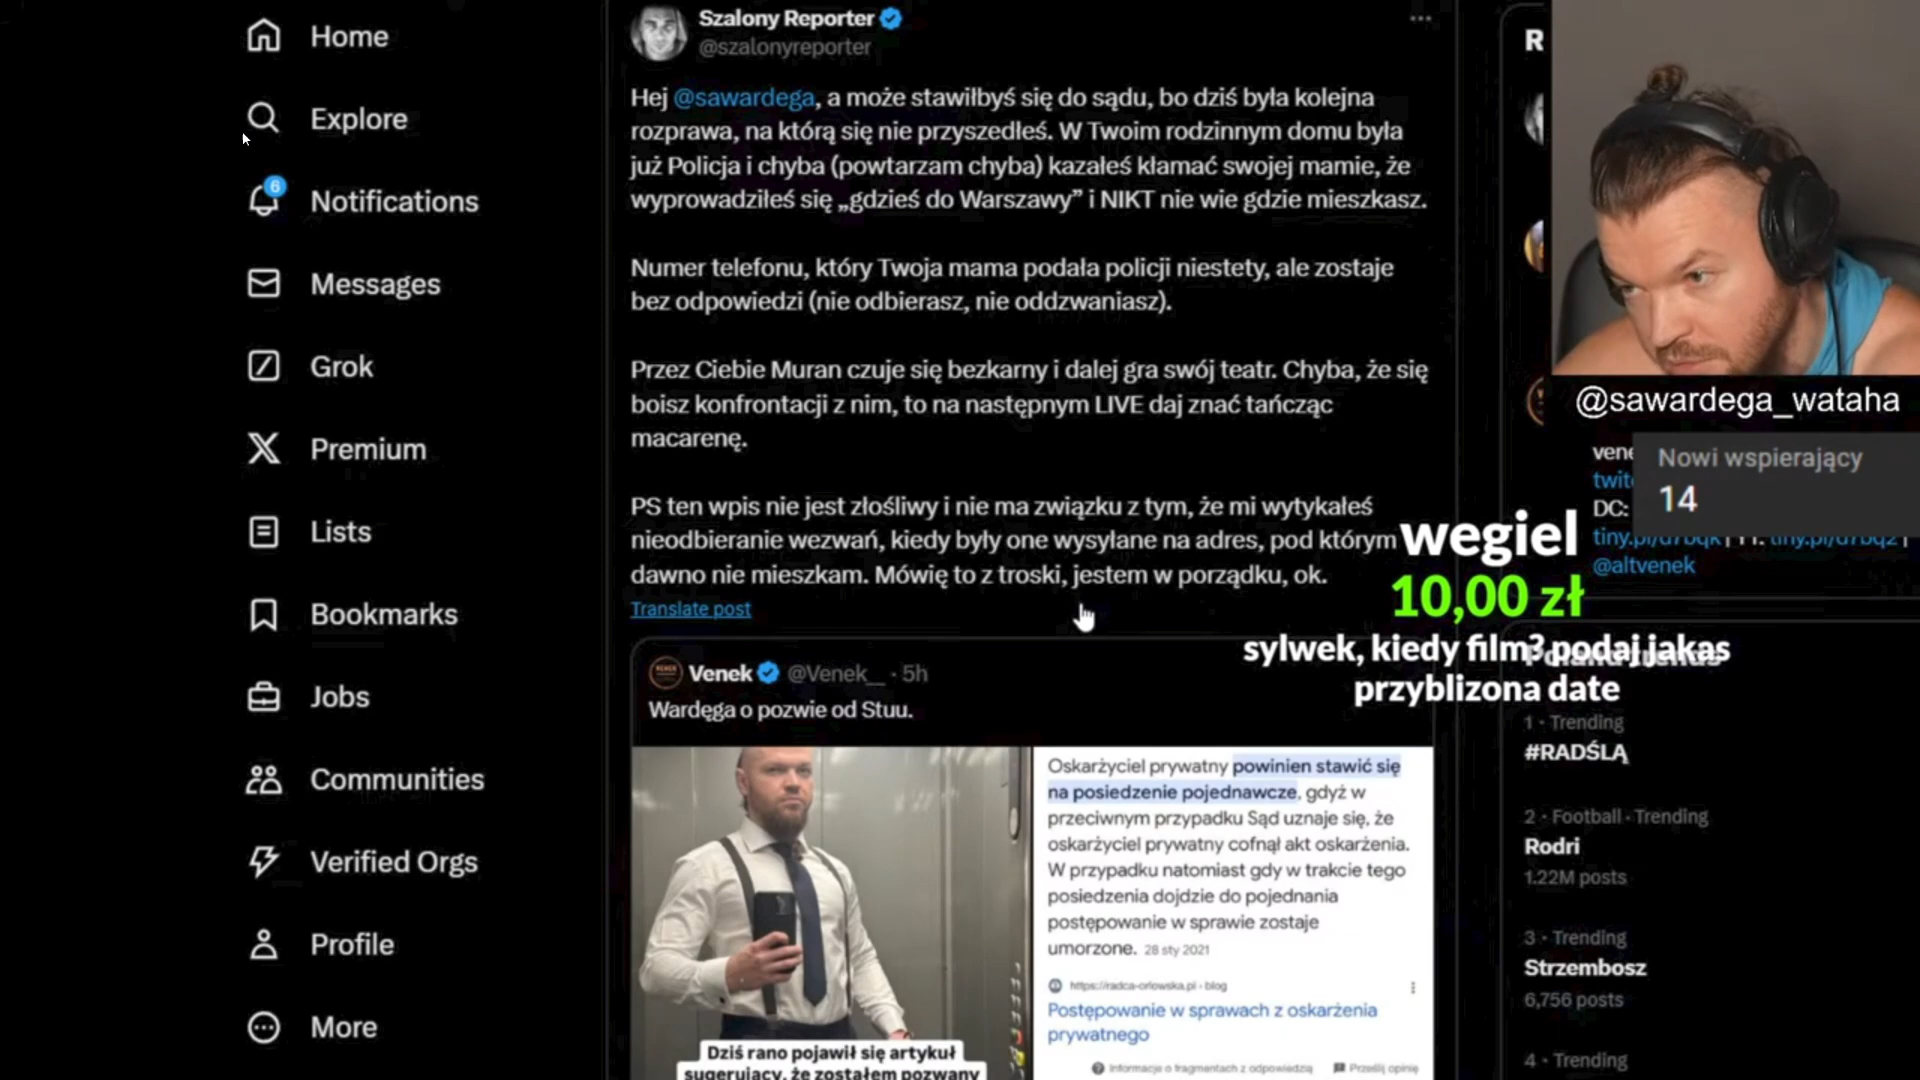 Home
Explore
6
Notifications
Messages
Grok
Premium
Lists
Bookmarks
Jobs
Communities
Verified Orgs
Profile
More
Szalony Reporter
@szalonyreporter
Hej @sawardega, a może stawiłbyś się do sądu, bo dziś była kolejna
rozprawa, na którą się nie przyszedłeś. W Twoim rodzinnym domu była
już Policja i chyba (powtarzam chyba) kazałeś kłamać swojej mamie, że
wyprowadziłeś się „gdzieś do Warszawy” i NIKT nie wie gdzie mieszkasz.
Numer telefonu, który Twoja mama podała policji niestety, ale zostaje
bez odpowiedzi (nie odbierasz, nie oddzwaniasz).
Przez Ciebie Muran czuje się bezkarny i dalej gra swój teatr. Chyba, że się
boisz konfrontacji z nim, to na następnym LIVE daj znać tańcząc
macarenę.
PS ten wpis nie jest złośliwy i nie ma związku z tym, że mi wytykałeś
nieodbieranie wezwań, kiedy były one wysyłane na adres, pod którym
dawno nie mieszkam. Mówię to z troski, jestem w porządku, ok.
Translate post
Venek @Venek__ · 5h
Wardęga o pozwie od Stuu.
Dziś rano pojawił się artykuł
sugerujący, że zostałem pozwany
Oskarżyciel prywatny powinien stawić się
na posiedzenie pojednawcze, gdyż w
przeciwnym przypadku Sąd uznaje się, że
oskarżyciel prywatny cofnął akt oskarżenia.
W przypadku natomiast gdy w trakcie tego
posiedzenia dojdzie do pojednania
postępowanie w sprawie zostaje
umorzone. 28 sty 2021
https://radca-orlowska.pl › blog
Postępowanie w sprawach z oskarżenia
prywatnego
Informacje o fragmentach z odpowiedzią
Prześlij opinię
R
@sawardega_wataha
Nowi wspierający
14
DC:
@altvenek
wegiel
10,00 zł
sylwek, kiedy film? podaj jakas
przyblizona date
1 · Trending
#RADŚLĄ
2 · Football · Trending
Rodri
1.22M posts
3 · Trending
Strzembosz
6,756 posts
4 · Trending